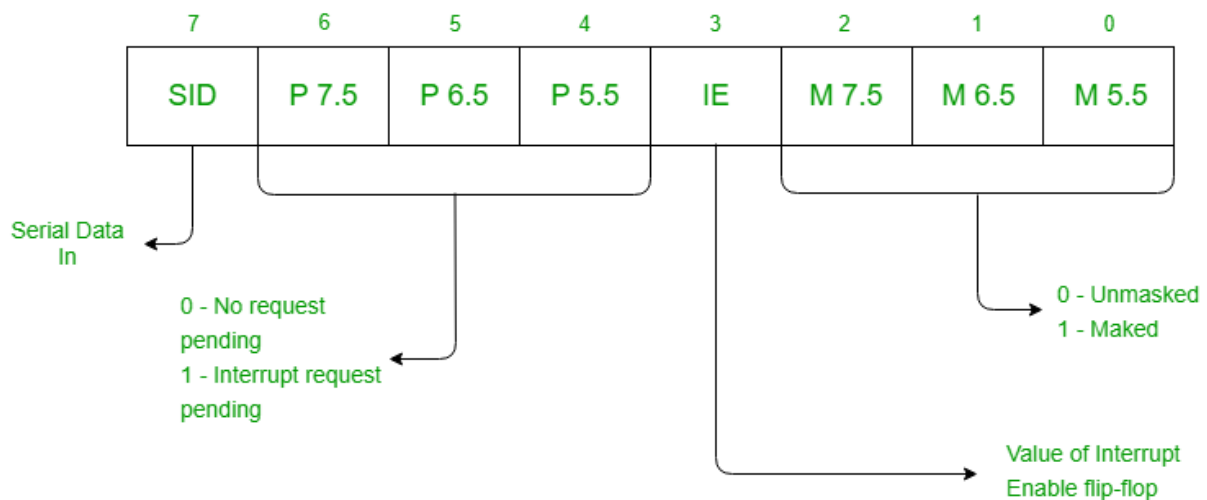 7 6 5 4 3 2 1 0
SID P 7.5 P 6.5 P 5.5 IE M 7.5 M 6.5 M 5.5
Serial Data
In
0 - No request
pending
1 - Interrupt request
pending
0 - Unmasked
1 - Maked
Value of Interrupt
Enable flip-flop